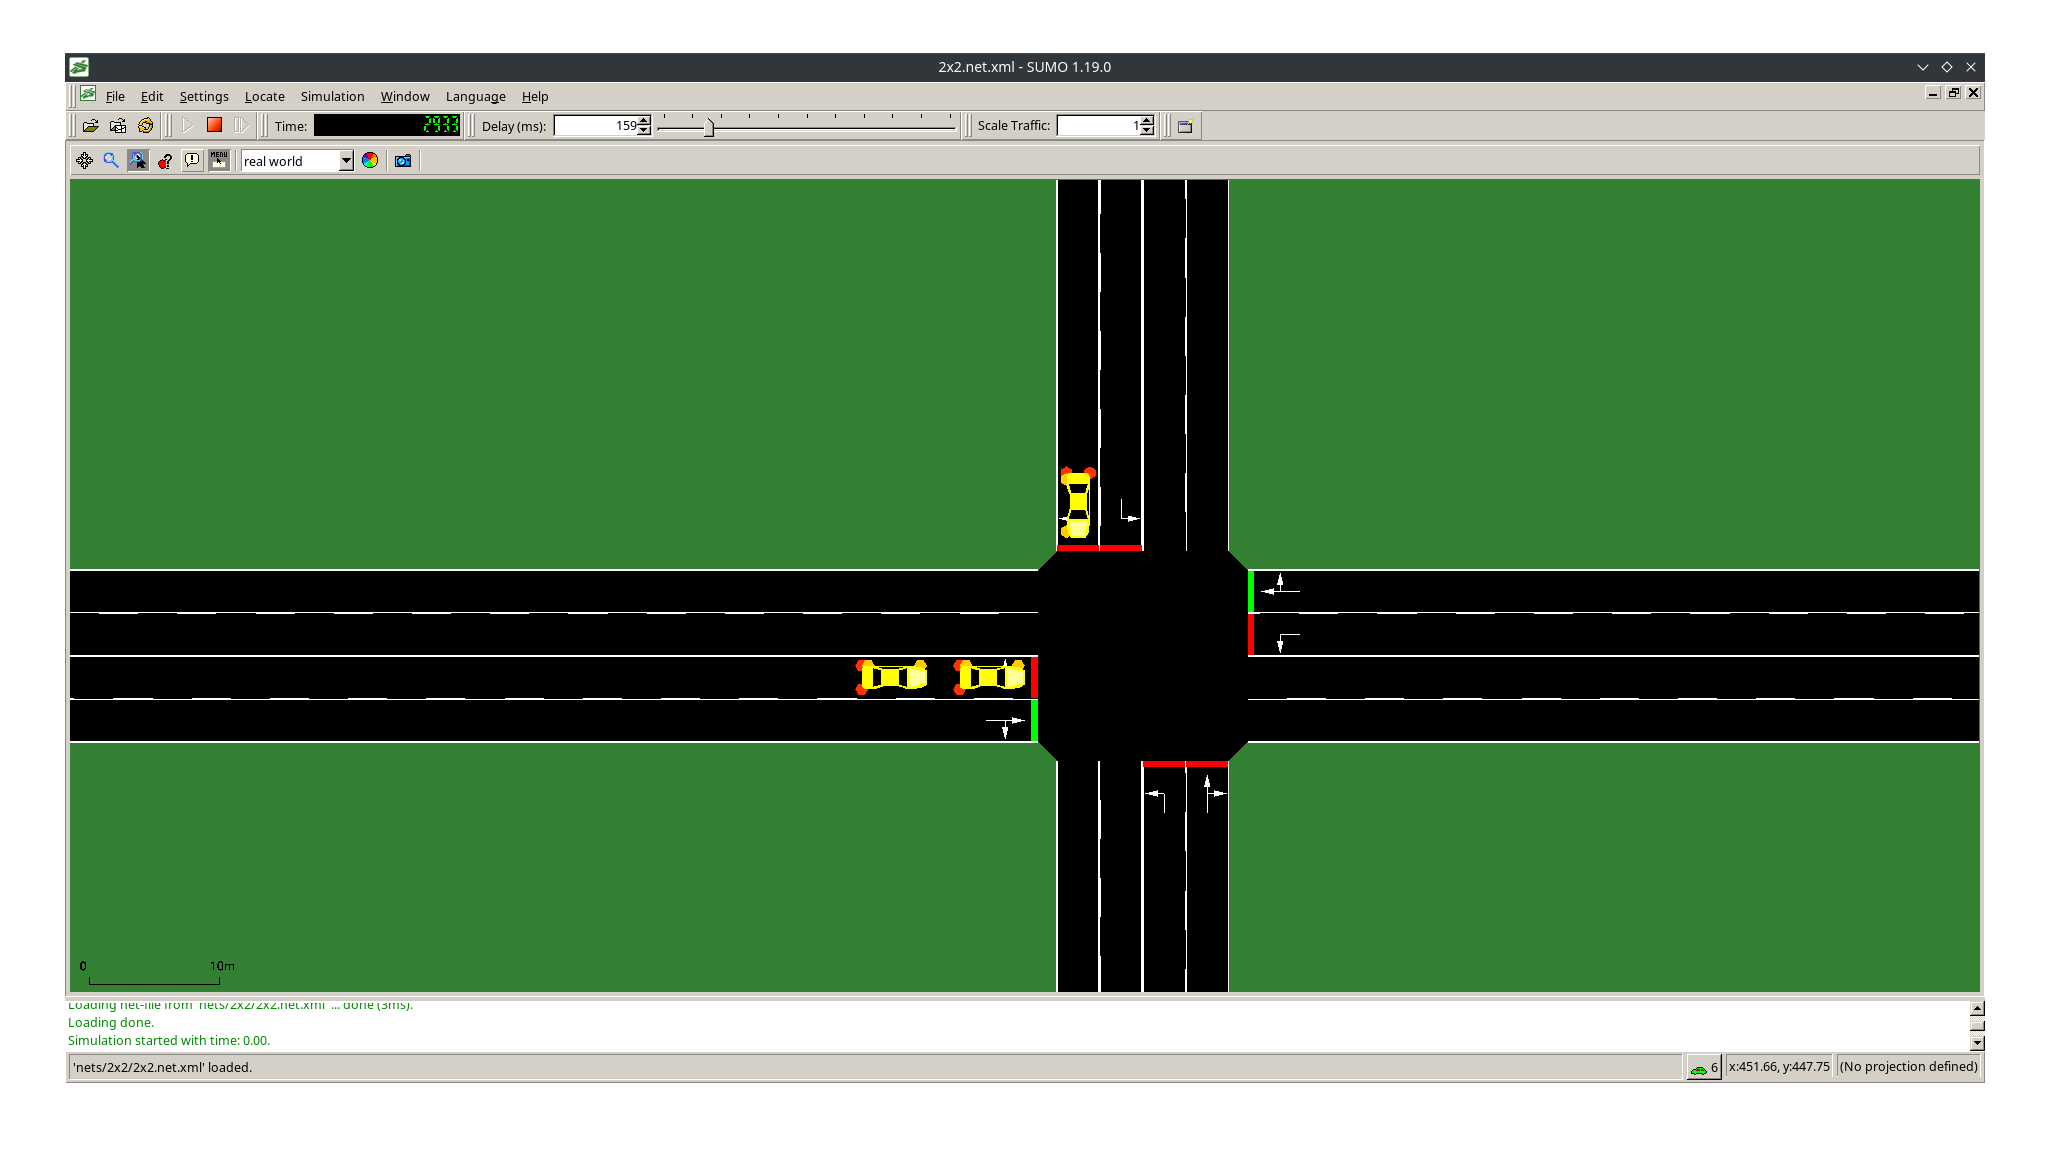 2x2.net.xml - SUMO 1.19.0
File Edit Settings Locate Simulation Window Language Help
Time: 2933 Delay (ms): 159 Scale Traffic: 1
MENU real world
0 10m
Loading net-file from 'nets/2x2/2x2.net.xml' ... done (3ms).
Loading done.
Simulation started with time: 0.00.
'nets/2x2/2x2.net.xml' loaded. 6 x:451.66, y:447.75 (No projection defined)